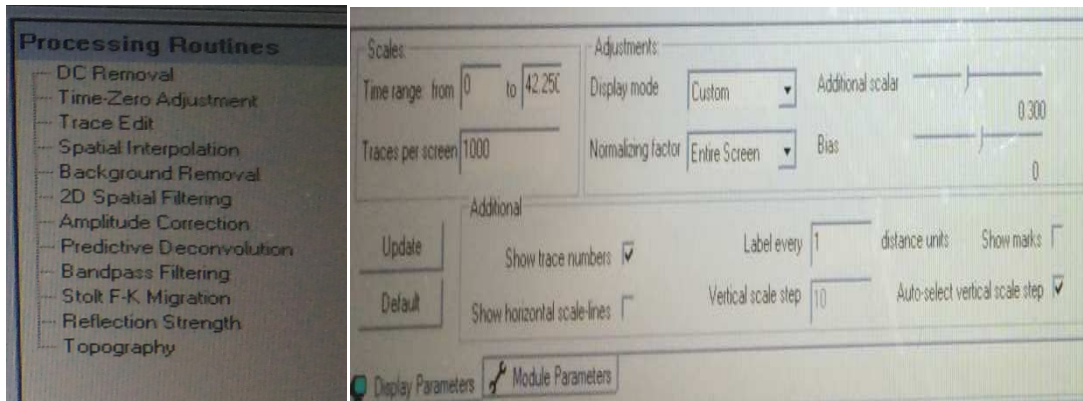 Processing Routines
DC Removal
Time-Zero Adjustment
Trace Edit
Spatial Interpolation
Background Removal
2D Spatial Filtering
Amplitude Correction
Predictive Deconvolution
Bandpass Filtering
Stolt F-K Migration
Reflection Strength
Topography
Scales:
Time range: from 0 to 42.250
Traces per screen 1000
Adjustments:
Display mode Custom
Additional scalar
0.300
Normalizing factor Entire Screen
Bias
0
Update
Default
Additional
Show trace numbers
Label every 1 distance units
Show marks
Show horizontal scale-lines
Vertical scale step 10
Auto-select vertical scale step
Display Parameters
Module Parameters